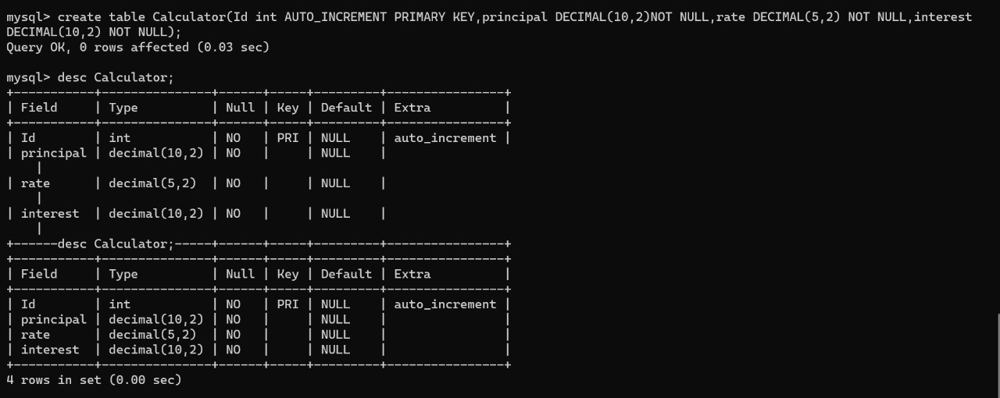 mysql> create table Calculator(Id int AUTO_INCREMENT PRIMARY KEY,principal DECIMAL(10,2)NOT NULL,rate DECIMAL(5,2) NOT NULL,interest
DECIMAL(10,2) NOT NULL);
Query OK, 0 rows affected (0.03 sec)

mysql> desc Calculator;
+-----------+---------------+------+-----+---------+----------------+
| Field     | Type          | Null | Key | Default | Extra          |
+-----------+---------------+------+-----+---------+----------------+
| Id        | int           | NO   | PRI | NULL    | auto_increment |
| principal | decimal(10,2) | NO   |     | NULL    |
    |
| rate      | decimal(5,2)  | NO   |     | NULL    |
    |
| interest  | decimal(10,2) | NO   |     | NULL    |
    |
+------desc Calculator;-----+------+-----+---------+----------------+
+-----------+---------------+------+-----+---------+----------------+
| Field     | Type          | Null | Key | Default | Extra          |
+-----------+---------------+------+-----+---------+----------------+
| Id        | int           | NO   | PRI | NULL    | auto_increment |
| principal | decimal(10,2) | NO   |     | NULL    |                |
| rate      | decimal(5,2)  | NO   |     | NULL    |                |
| interest  | decimal(10,2) | NO   |     | NULL    |                |
+-----------+---------------+------+-----+---------+----------------+
4 rows in set (0.00 sec)